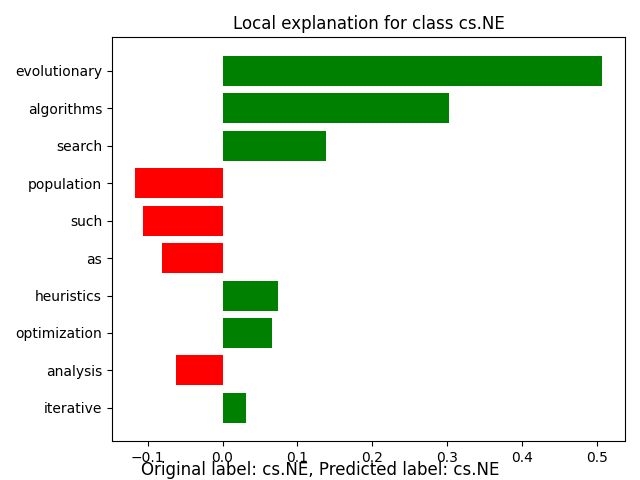 Local explanation for class cs.NE
evolutionary
algorithms
search
population
such
as
heuristics
optimization
analysis
iterative
−0.1 0.0 0.1 0.2 0.3 0.4 0.5
Original label: cs.NE, Predicted label: cs.NE